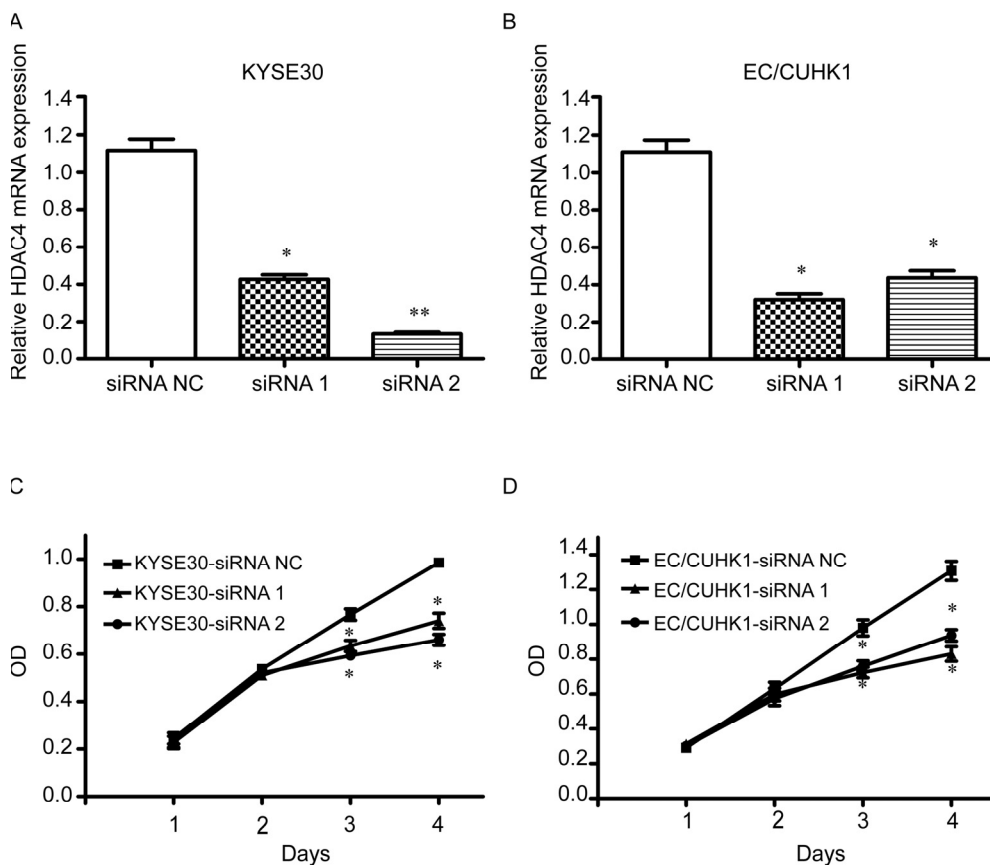 A
KYSE30
Relative HDAC4 mRNA expression
1.4
1.2
1.0
0.8
0.6
0.4
0.2
0.0
*
**
siRNA NC siRNA 1 siRNA 2
B
EC/CUHK1
Relative HDAC4 mRNA expression
1.4
1.2
1.0
0.8
0.6
0.4
0.2
0.0
*
*
siRNA NC siRNA 1 siRNA 2
C
OD
1.0
0.8
0.6
0.4
0.2
0.0
KYSE30-siRNA NC
KYSE30-siRNA 1
KYSE30-siRNA 2
*
*
*
*
1 2 3 4
Days
D
OD
1.4
1.2
1.0
0.8
0.6
0.4
0.2
0.0
EC/CUHK1-siRNA NC
EC/CUHK1-siRNA 1
EC/CUHK1-siRNA 2
*
*
*
*
1 2 3 4
Days